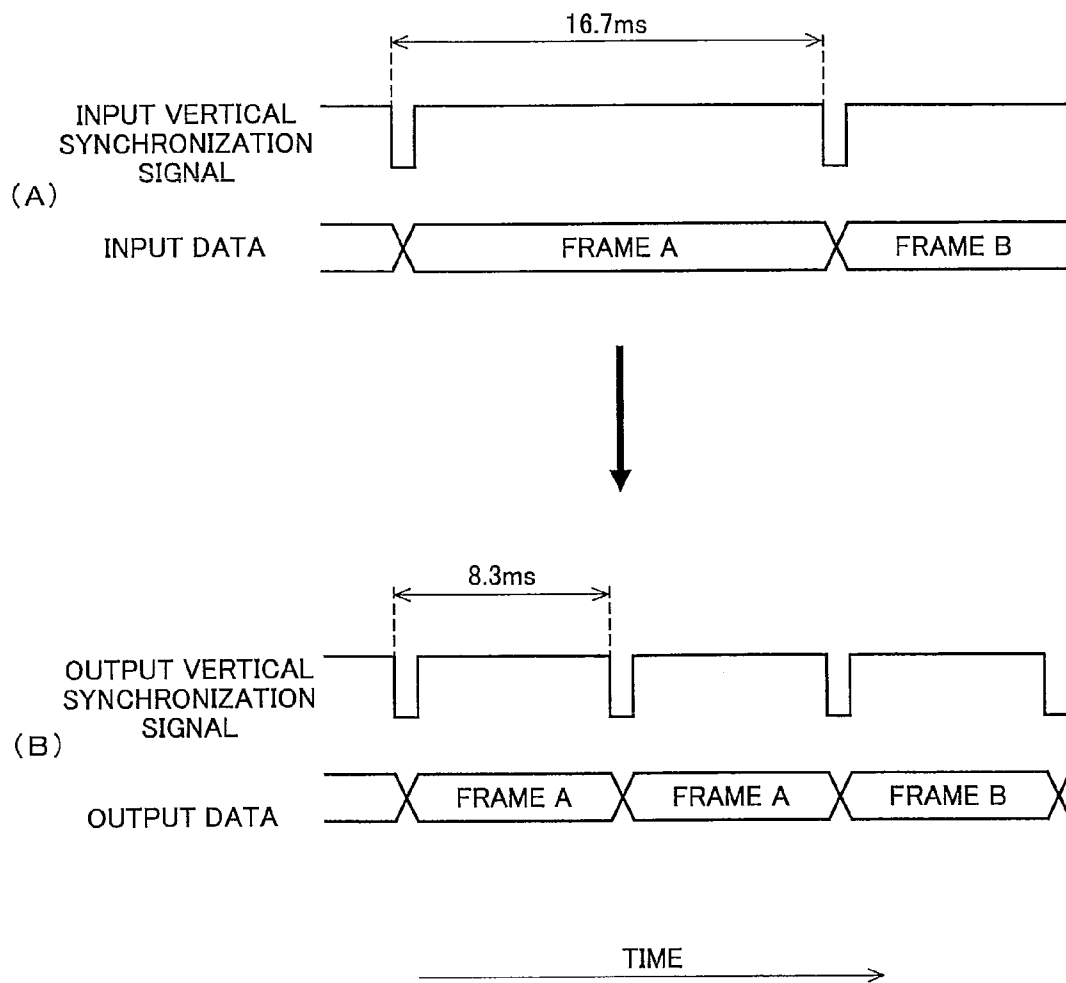 16.7ms
INPUT VERTICAL
SYNCHRONIZATION
SIGNAL
(A)
INPUT DATA
FRAME A
FRAME B
8.3ms
OUTPUT VERTICAL
SYNCHRONIZATION
SIGNAL
(B)
OUTPUT DATA
FRAME A
FRAME A
FRAME B
TIME